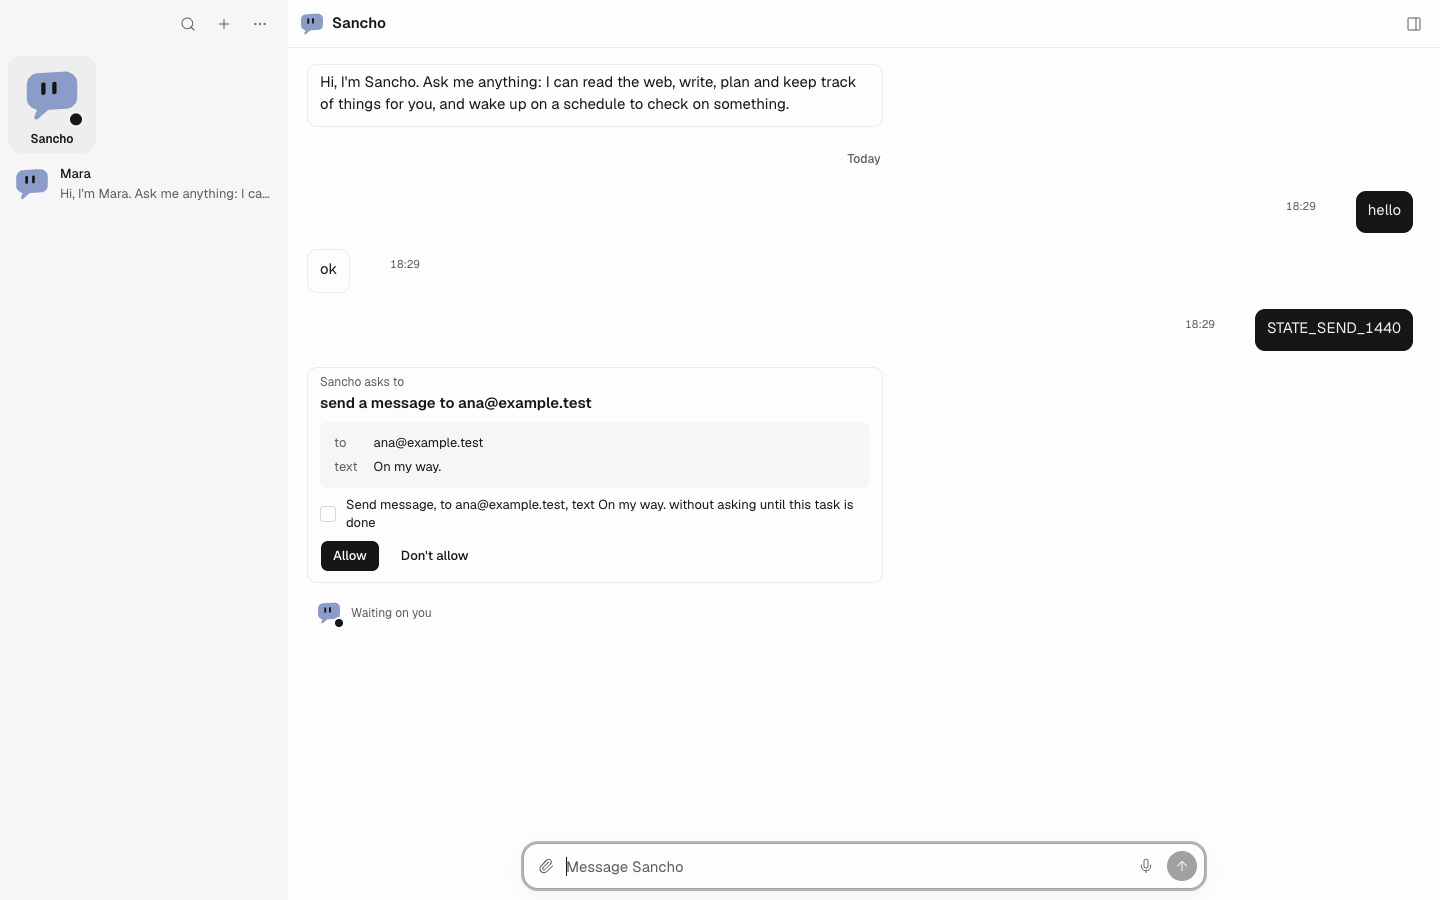 Sancho
Mara
Hi, I'm Mara. Ask me anything: I ca...
Sancho
Hi, I'm Sancho. Ask me anything: I can read the web, write, plan and keep track
of things for you, and wake up on a schedule to check on something.
Today
18:29
hello
ok
18:29
18:29
STATE_SEND_1440
Sancho asks to
send a message to ana@example.test
to ana@example.test
text On my way.
Send message, to ana@example.test, text On my way. without asking until this task is
done
Allow
Don't allow
Waiting on you
Message Sancho